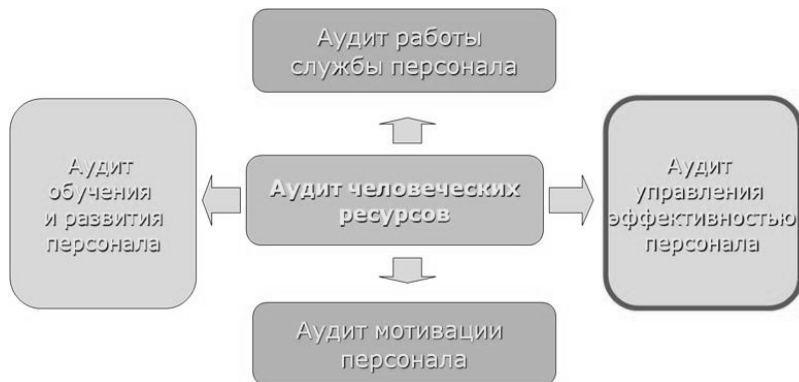 Аудит работы
службы персонала
Аудит
обучения
и развития
персонала
Аудит человеческих
ресурсов
Аудит
управления
эффективностью
персонала
Аудит мотивации
персонала